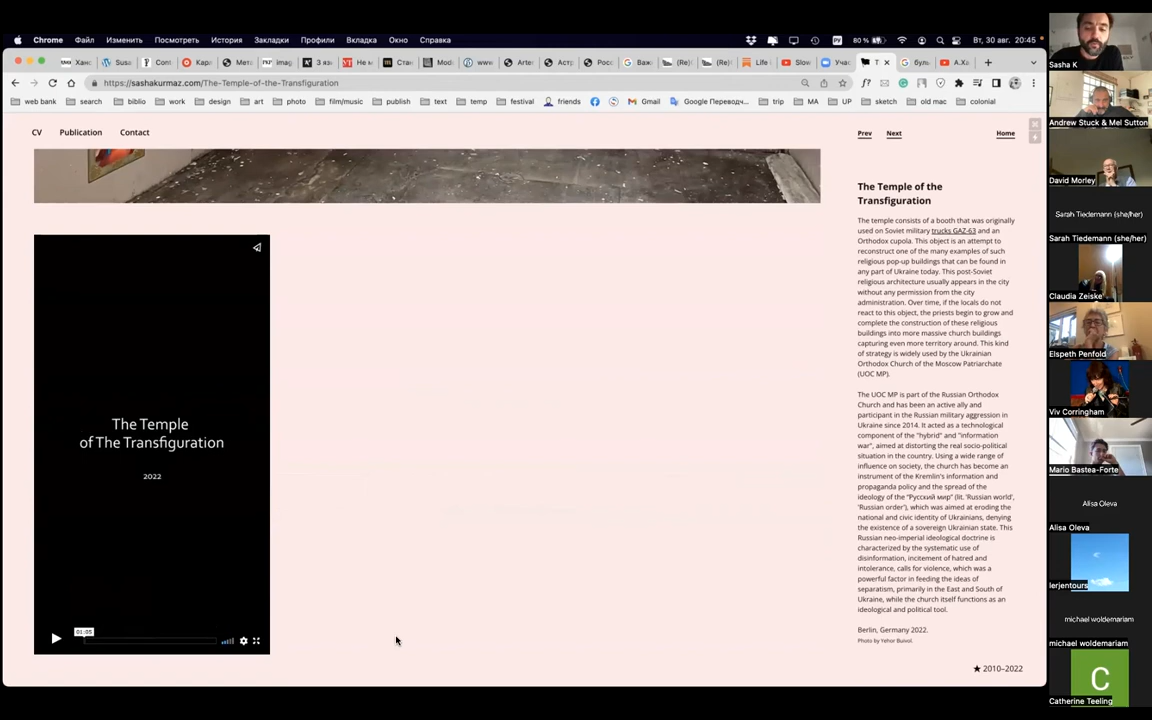 Chrome Файл Изменить Посмотреть История Закладки Профили Вкладка Окно Справка
80 % Вт, 30 авг. 20:45
https://sashakurmaz.com/The-Temple-of-the-Transfiguration
web bank search biblio work design art photo film/music publish text temp festival friends Gmail Google Переводч... trip MA UP sketch old mac colonial
CV Publication Contact
Prev Next Home
The Temple of the
Transfiguration
The temple consists of a booth that was originally
used on Soviet military trucks GAZ-63 and an
Orthodox cupola. This object is an attempt to
reconstruct one of the many examples of such
religious pop-up buildings that can be found in
any part of Ukraine today. This post-Soviet
religious architecture usually appears in the city
without any permission from the city
administration. Over time, if the locals do not
react to this object, the priests begin to grow and
complete the construction of these religious
buildings into more massive church buildings
capturing even more territory around. This kind
of strategy is widely used by the Ukrainian
Orthodox Church of the Moscow Patriarchate
(UOC MP).
The UOC MP is part of the Russian Orthodox
Church and has been an active ally and
participant in the Russian military aggression in
Ukraine since 2014. It acted as a technological
component of the "hybrid" and "information
war", aimed at distorting the real socio-political
situation in the country. Using a wide range of
influence on society, the church has become an
instrument of the Kremlin's information and
propaganda policy and the spread of the
ideology of the "Русский мир" (lit. 'Russian world',
'Russian order'), which was aimed at eroding the
national and civic identity of Ukrainians, denying
the existence of a sovereign Ukrainian state. This
Russian neo-imperial ideological doctrine is
characterized by the systematic use of
disinformation, incitement of hatred and
intolerance, calls for violence, which was a
powerful factor in feeding the ideas of
separatism, primarily in the East and South of
Ukraine, while the church itself functions as an
ideological and political tool.
Berlin, Germany 2022.
Photo by Yehor Buivol.
★ 2010–2022
The Temple
of The Transfiguration
2022
01:05
Sasha K
Andrew Stuck & Mel Sutton
David Morley
Sarah Tiedemann (she/her)
Sarah Tiedemann (she/her)
Claudia Zeiske
Elspeth Penfold
Viv Corringham
Mario Bastea-Forte
Alisa Oleva
Alisa Oleva
lerjentours
michael woldemariam
michael woldemariam
C
Catherine Teeling